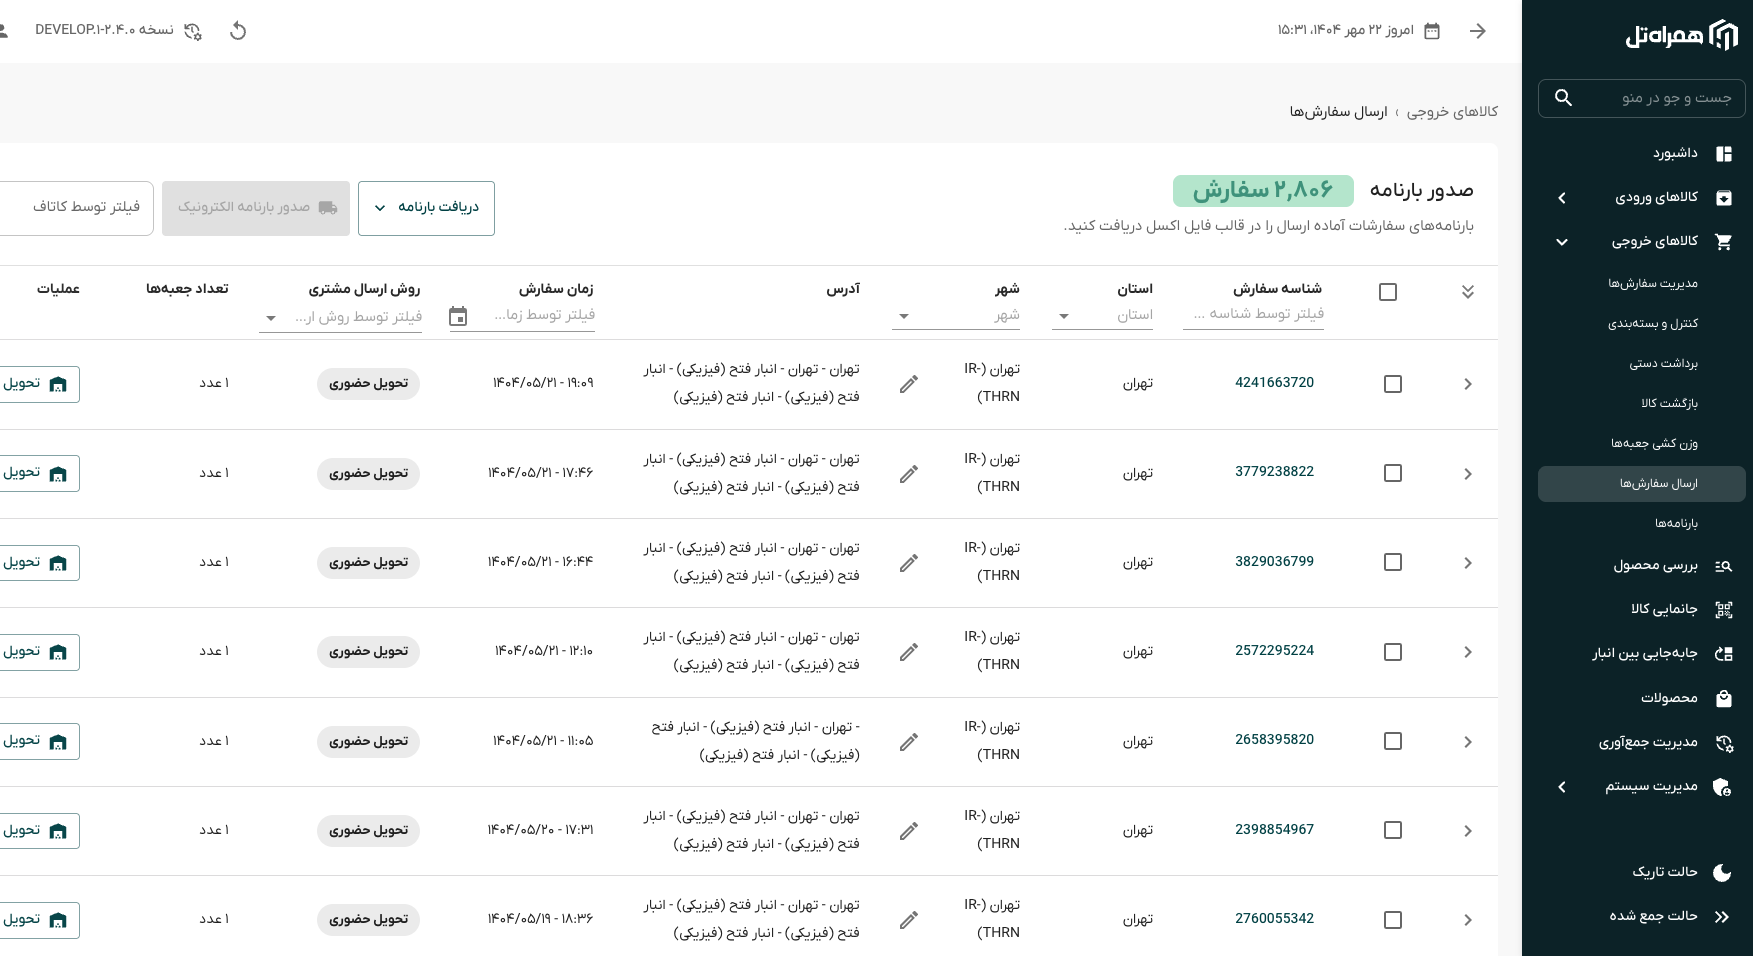 همراه‌تل
جست و جو در منو
داشبورد
کالاهای ورودی
کالاهای خروجی
مدیریت سفارش‌ها
کنترل و بسته‌بندی
برداشت دستی
بازگشت کالا
وزن کشی جعبه‌ها
ارسال سفارش‌ها
بارنامه‌ها
بررسی محصول
جانمایی کالا
جابه‌جایی بین انبار
محصولات
مدیریت جمع‌آوری
مدیریت سیستم
حالت تاریک
حالت جمع شده
امروز ۲۲ مهر ۱۴۰۴، ۱۵:۳۱
نسخه DEVELOP.۱-۲.۴.۰
کالاهای خروجی › ارسال سفارش‌ها
صدور بارنامه ۲,۸۰۶ سفارش
بارنامه‌های سفارشات آماده ارسال را در قالب فایل اکسل دریافت کنید.
دریافت بارنامه
صدور بارنامه الکترونیک
فیلتر توسط کاتاف
شناسه سفارش استان شهر آدرس زمان سفارش روش ارسال مشتری تعداد جعبه‌ها عملیات
فیلتر توسط شناسه ... استان شهر فیلتر توسط زما... فیلتر توسط روش ار...
4241663720 تهران تهران (IR-THRN) تهران - تهران - انبار فتح (فیزیکی) - انبار فتح (فیزیکی) - انبار فتح (فیزیکی) ۱۴۰۴/۰۵/۲۱ - ۱۹:۰۹ تحویل حضوری ۱ عدد تحویل
3779238822 تهران تهران (IR-THRN) تهران - تهران - انبار فتح (فیزیکی) - انبار فتح (فیزیکی) - انبار فتح (فیزیکی) ۱۴۰۴/۰۵/۲۱ - ۱۷:۴۶ تحویل حضوری ۱ عدد تحویل
3829036799 تهران تهران (IR-THRN) تهران - تهران - انبار فتح (فیزیکی) - انبار فتح (فیزیکی) - انبار فتح (فیزیکی) ۱۴۰۴/۰۵/۲۱ - ۱۶:۴۴ تحویل حضوری ۱ عدد تحویل
2572295224 تهران تهران (IR-THRN) تهران - تهران - انبار فتح (فیزیکی) - انبار فتح (فیزیکی) - انبار فتح (فیزیکی) ۱۴۰۴/۰۵/۲۱ - ۱۲:۱۰ تحویل حضوری ۱ عدد تحویل
2658395820 تهران تهران (IR-THRN) - تهران - انبار فتح (فیزیکی) - انبار فتح (فیزیکی) - انبار فتح (فیزیکی) ۱۴۰۴/۰۵/۲۱ - ۱۱:۰۵ تحویل حضوری ۱ عدد تحویل
2398854967 تهران تهران (IR-THRN) تهران - تهران - انبار فتح (فیزیکی) - انبار فتح (فیزیکی) - انبار فتح (فیزیکی) ۱۴۰۴/۰۵/۲۰ - ۱۷:۳۱ تحویل حضوری ۱ عدد تحویل
2760055342 تهران تهران (IR-THRN) تهران - تهران - انبار فتح (فیزیکی) - انبار فتح (فیزیکی) - انبار فتح (فیزیکی) ۱۴۰۴/۰۵/۱۹ - ۱۸:۳۶ تحویل حضوری ۱ عدد تحویل